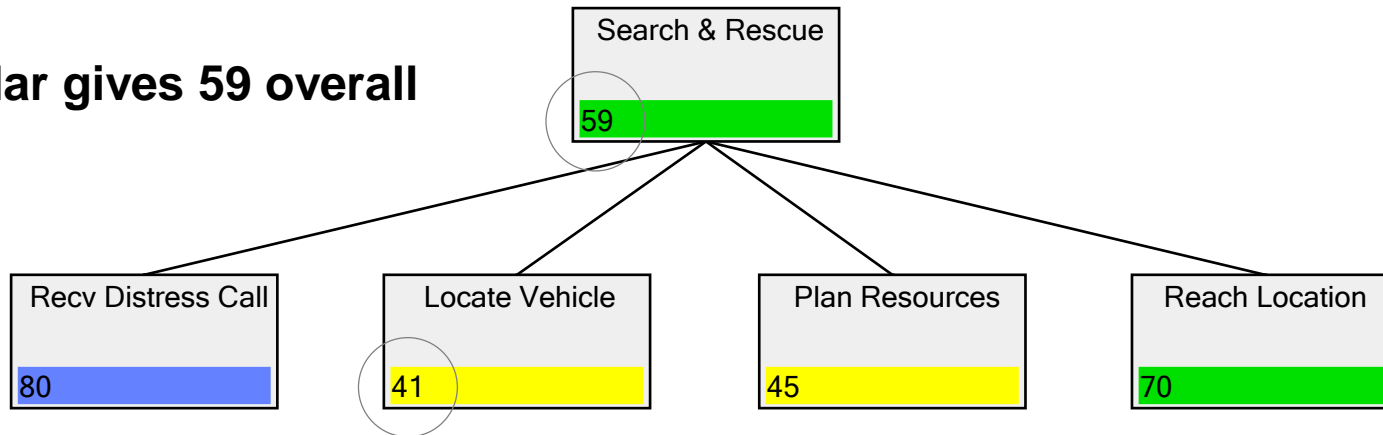 Search & Rescue
gives 59 overall
59
Recv Distress Call
Locate Vehicle
Plan Resources
Reach Location
80
41
45
70